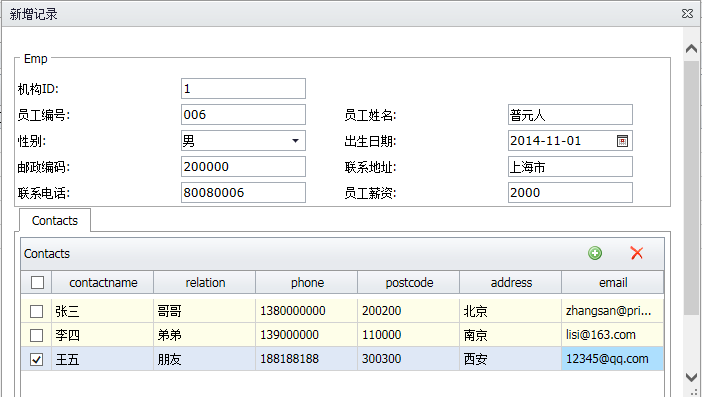 新增记录
Emp
机构ID: 1
员工编号: 006 员工姓名: 普元人
性别: 男 出生日期: 2014-11-01
邮政编码: 200000 联系地址: 上海市
联系电话: 80080006 员工薪资: 2000
Contacts
Contacts
contactname relation phone postcode address email
张三 哥哥 1380000000 200200 北京 zhangsan@pri...
李四 弟弟 139000000 110000 南京 lisi@163.com
王五 朋友 188188188 300300 西安 12345@qq.com